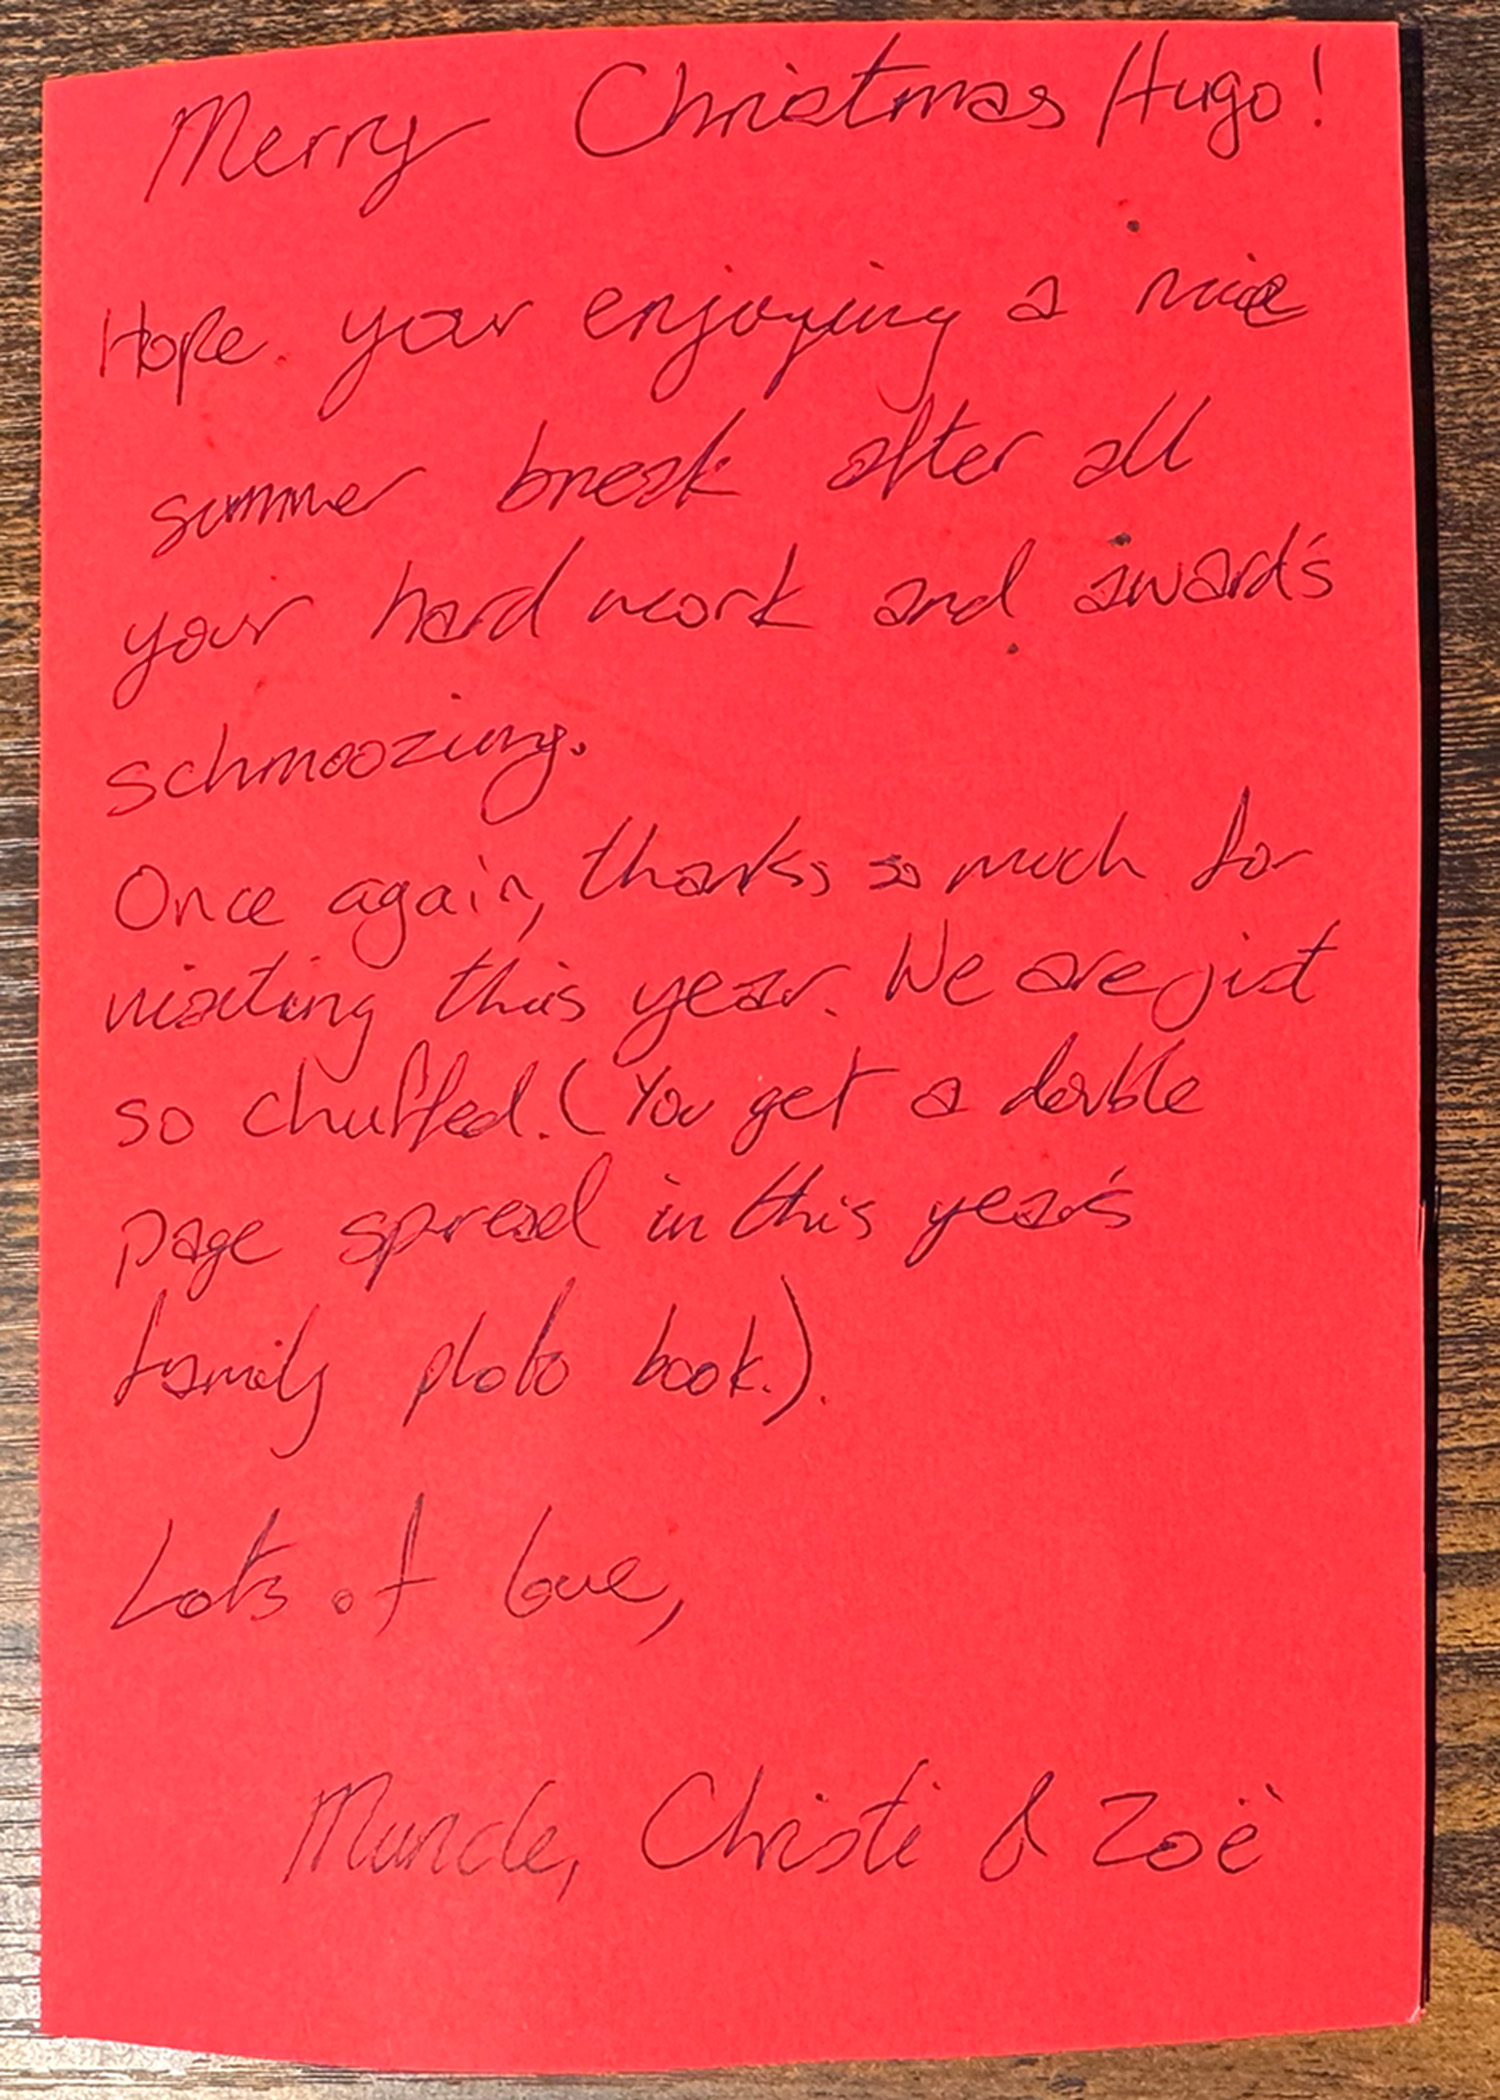 Merry Christmas Hugo!
Hope your enjoying a nice
summer break after all
your hard work and award's
schmoozing.
Once again, thanks so much for
visiting this year. We are just
so chuffed. (You get a double
page spread in this year's
family photo book.).
Lots of love,
Muncle, Christi & Zoë